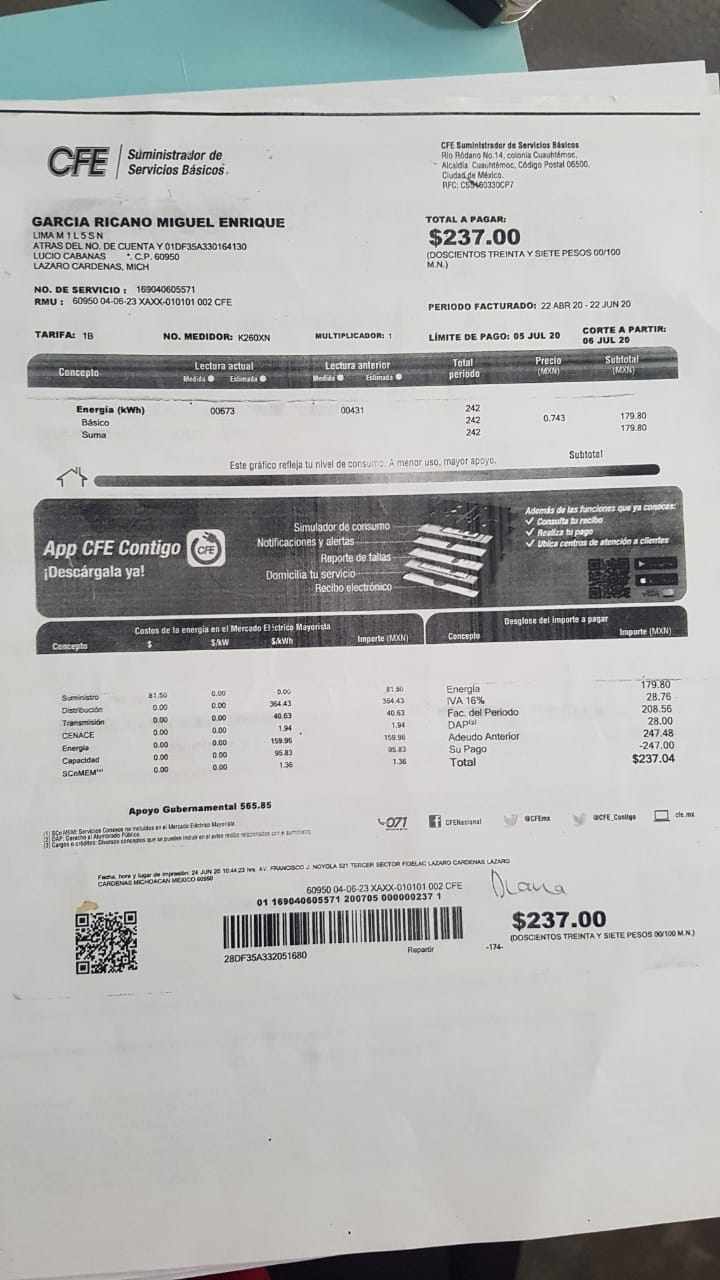 CFE Suministrador de
Servicios Básicos.
CFE Suministrador de Servicios Básicos
Río Ródano No.14, colonia Cuauhtémoc,
Alcaldía Cuauhtémoc, Código Postal 06500,
Ciudad de México.
RFC:
GARCIA RICANO MIGUEL ENRIQUE
LIMA M 1 L 5 S N
ATRAS DEL NO. DE CUENTA Y 01DF35A330164130
LUCIO CABANAS *. C.P. 60950
LAZARO CARDENAS, MICH
TOTAL A PAGAR:
$237.00
(DOSCIENTOS TREINTA Y SIETE PESOS 00/100
M.N.)
NO. DE SERVICIO : 169040605571
RMU : 60950 04-06-23 XAXX-010101 002 CFE
PERIODO FACTURADO: 22 ABR 20 - 22 JUN 20
TARIFA: 1B NO. MEDIDOR: K260XN MULTIPLICADOR: 1 LÍMITE DE PAGO: 05 JUL 20 CORTE A PARTIR:
06 JUL 20
Concepto Lectura actual Lectura anterior Total Precio Subtotal
Medida Estimada Medida Estimada periodo (MXN) (MXN)
Energía (kWh) 00673 00431 242
Básico 242 0.743 179.80
Suma 242 179.80
Subtotal
Este gráfico refleja tu nivel de consumo. A menor uso, mayor apoyo.
App CFE Contigo CFE
¡Descárgala ya!
Simulador de consumo
Notificaciones y alertas
Reporte de fallas
Domicilia tu servicio
Recibo electrónico
Además de las funciones que ya conoces:
✓ Consulta tu recibo
✓ Realiza tu pago
✓ Ubica centros de atención a clientes
Costos de la energía en el Mercado Eléctrico Mayorista
Concepto $ $/kW $/kWh Importe (MXN)
Suministro 81.50 0.00 0.00 81.50
Distribución 0.00 0.00 364.43 364.43
Transmisión 0.00 0.00 40.63 40.63
CENACE 0.00 0.00 1.94 1.94
Energía 0.00 0.00 159.96 159.96
Capacidad 0.00 0.00 95.83 95.83
SCnMEM(1) 0.00 0.00 1.36 1.36
Desglose del importe a pagar
Concepto Importe (MXN)
Energía 179.80
IVA 16% 28.76
Fac. del Periodo 208.56
DAP(2) 28.00
Adeudo Anterior 247.48
Su Pago -247.00
Total $237.04
Apoyo Gubernamental 565.85
(1) SCnMEM: Servicios Conexos no incluidos en el Mercado Eléctrico Mayorista.
(2) DAP: Derecho al Alumbrado Público.
(3) Cargos o créditos: Diversos conceptos que se pueden incluir en el aviso recibo relacionados con el suministro.
071 CFENacional @CFEmx @CFE_Contigo cfe.mx
Fecha, hora y lugar de impresión: 24 JUN 20 10:44:23 hrs. AV. FRANCISCO J. NOYOLA 521 TERCER SECTOR FIDELAC LAZARO CARDENAS LAZARO
CARDENAS MICHOACAN MEXICO 60950
60950 04-06-23 XAXX-010101 002 CFE
01 169040605571 200705 000000237 1
Diana
28DF35A332051680 Repartir -174-
$237.00
(DOSCIENTOS TREINTA Y SIETE PESOS 00/100 M.N.)